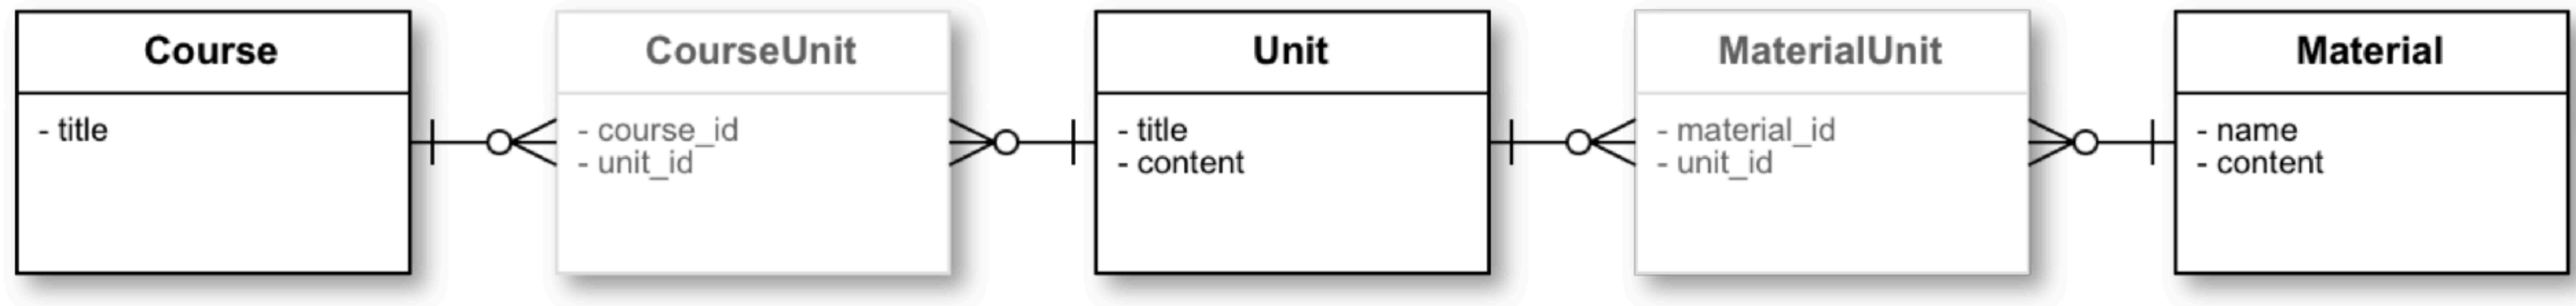 Course
- title
CourseUnit
- course_id
- unit_id
Unit
- title
- content
MaterialUnit
- material_id
- unit_id
Material
- name
- content